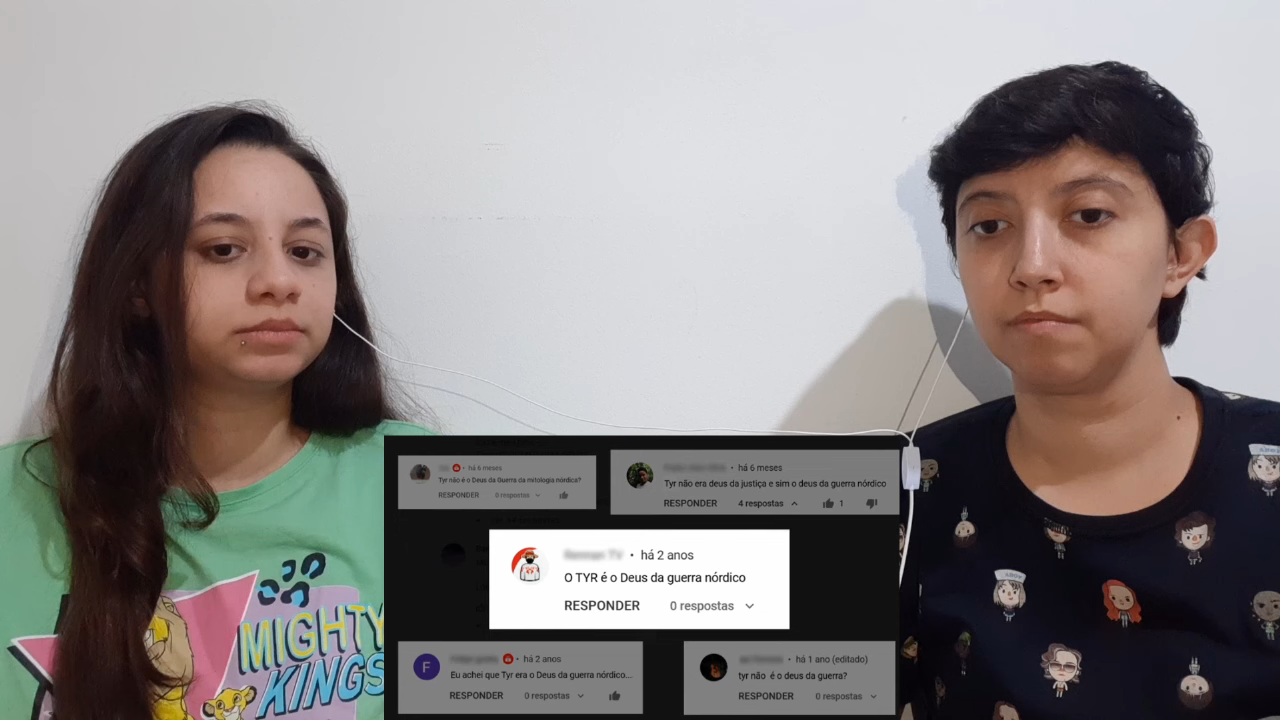 há 6 meses
Tyr não é o Deus da Guerra da mitologia nórdica?
RESPONDER 0 respostas
• há 6 meses
Tyr não era deus da justiça e sim o deus da guerra nórdico
RESPONDER 4 respostas 1
• há 2 anos
O TYR é o Deus da guerra nórdico
RESPONDER 0 respostas
F
• há 2 anos
Eu achei que Tyr era o Deus da guerra nórdico...
RESPONDER 0 respostas
• há 1 ano (editado)
tyr não é o deus da guerra?
RESPONDER 0 respostas
MIGHTY
KINGS